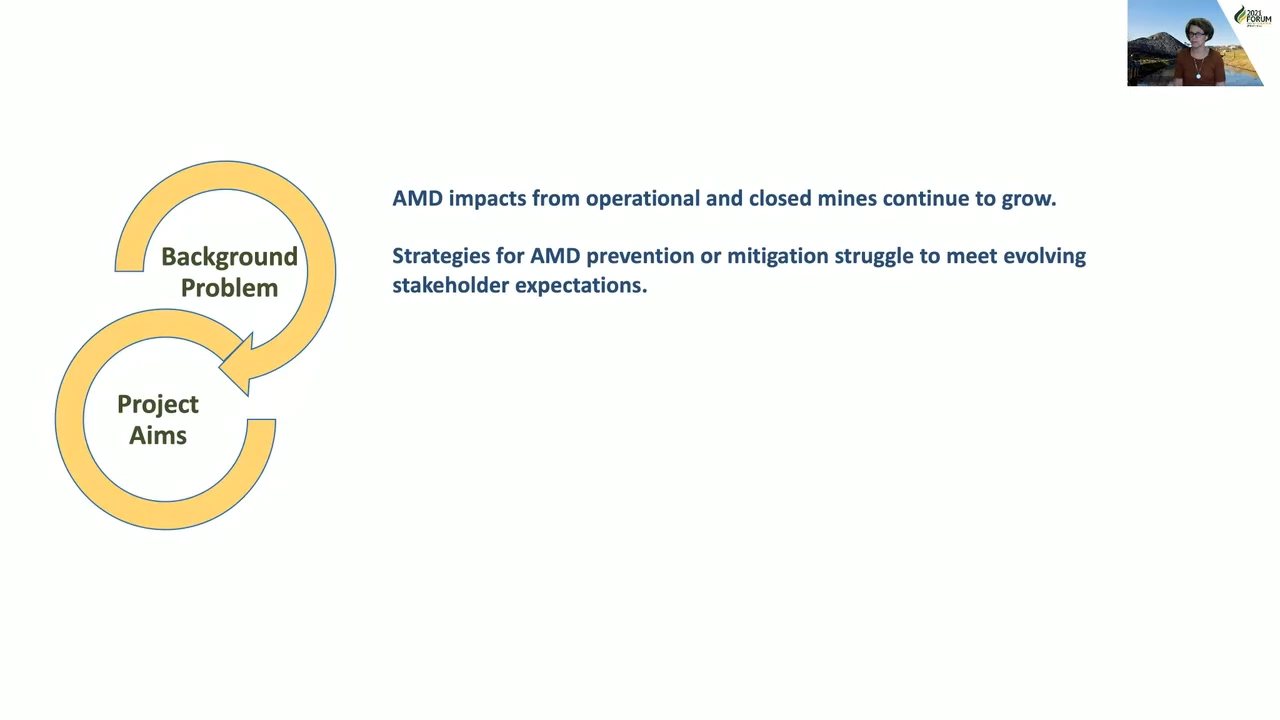 2021
FORUM
Background
Problem
AMD impacts from operational and closed mines continue to grow.
Strategies for AMD prevention or mitigation struggle to meet evolving
stakeholder expectations.
Project
Aims